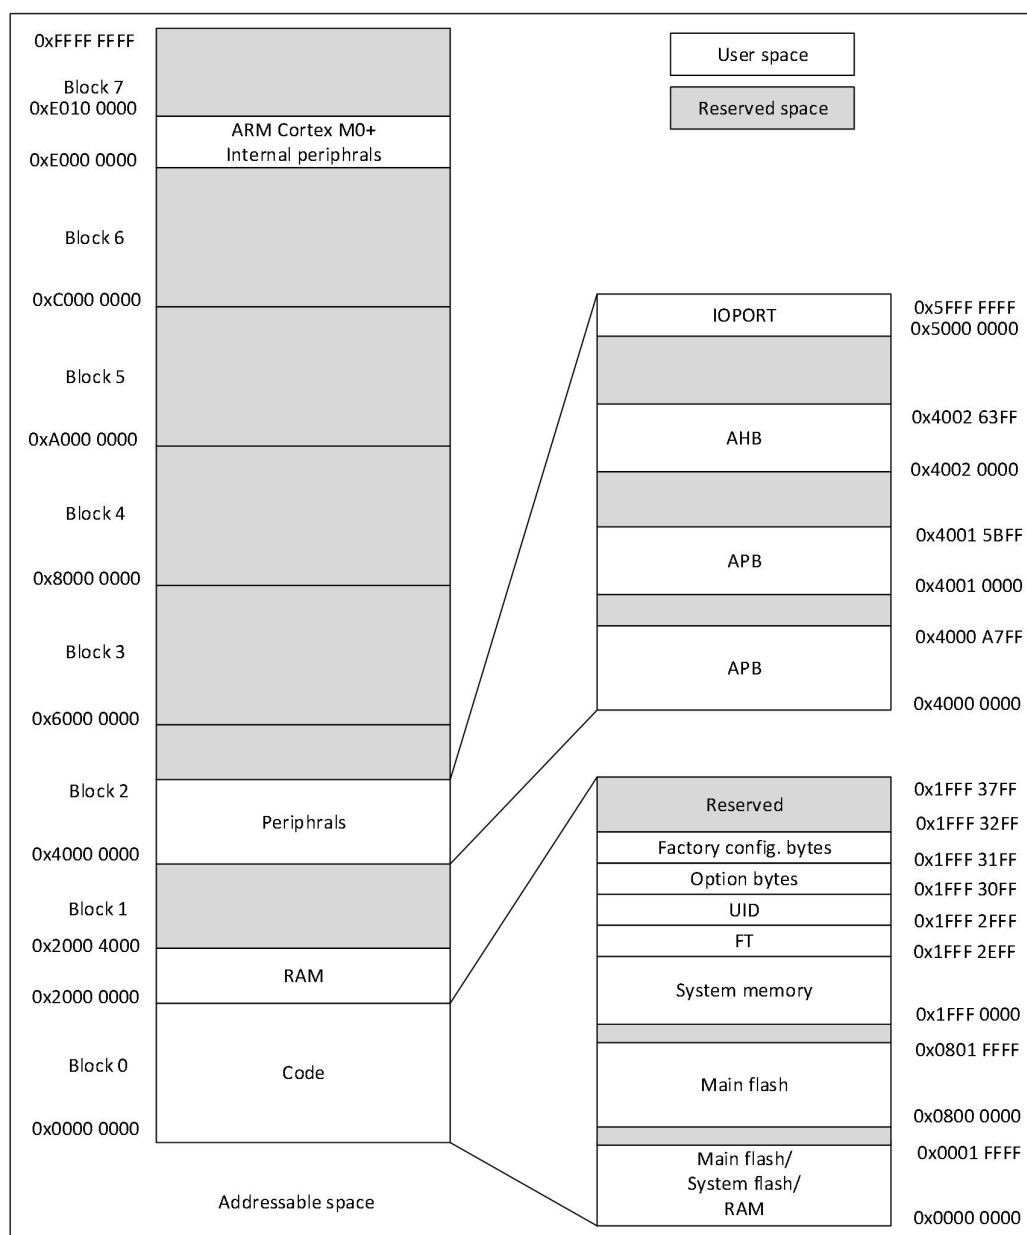 0xFFFF FFFF
Block 7
0xE010 0000
ARM Cortex M0+
Internal periphrals
0xE000 0000
Block 6
0xC000 0000
Block 5
0xA000 0000
Block 4
0x8000 0000
Block 3
0x6000 0000
Block 2
Periphrals
0x4000 0000
Block 1
0x2000 4000
RAM
0x2000 0000
Block 0
Code
0x0000 0000
Addressable space
User space
Reserved space
IOPORT
0x5FFF FFFF
0x5000 0000
AHB
0x4002 63FF
0x4002 0000
APB
0x4001 5BFF
0x4001 0000
APB
0x4000 A7FF
0x4000 0000
Reserved
0x1FFF 37FF
0x1FFF 32FF
Factory config. bytes
0x1FFF 31FF
Option bytes
0x1FFF 30FF
UID
0x1FFF 2FFF
FT
0x1FFF 2EFF
System memory
0x1FFF 0000
0x0801 FFFF
Main flash
0x0800 0000
0x0001 FFFF
Main flash/
System flash/
RAM
0x0000 0000